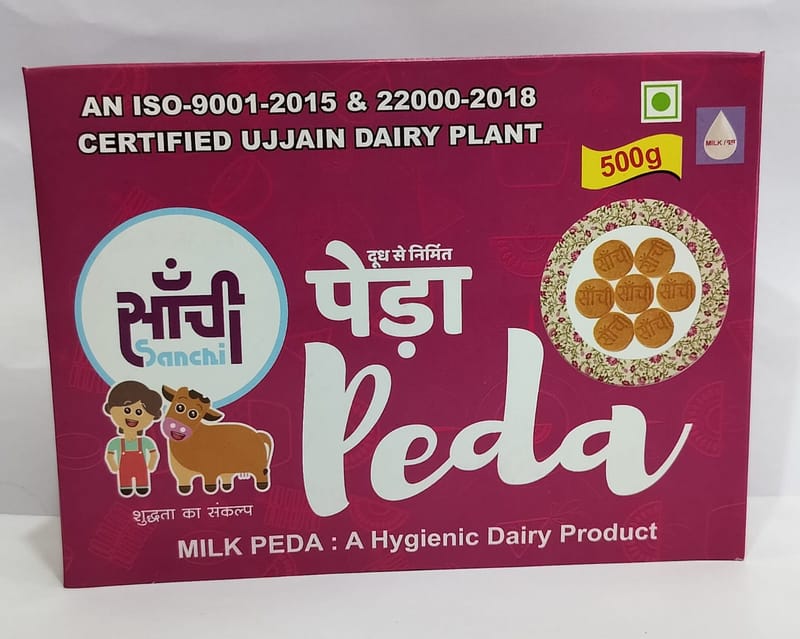 AN ISO-9001-2015 & 22000-2018
CERTIFIED UJJAIN DAIRY PLANT
500g
MILK / दूध
साँची
Sanchi
दूध से निर्मित
पेड़ा
Peda
साँची
साँची
साँची
साँची
साँची
साँची
साँची
शुद्धता का संकल्प
MILK PEDA : A Hygienic Dairy Product